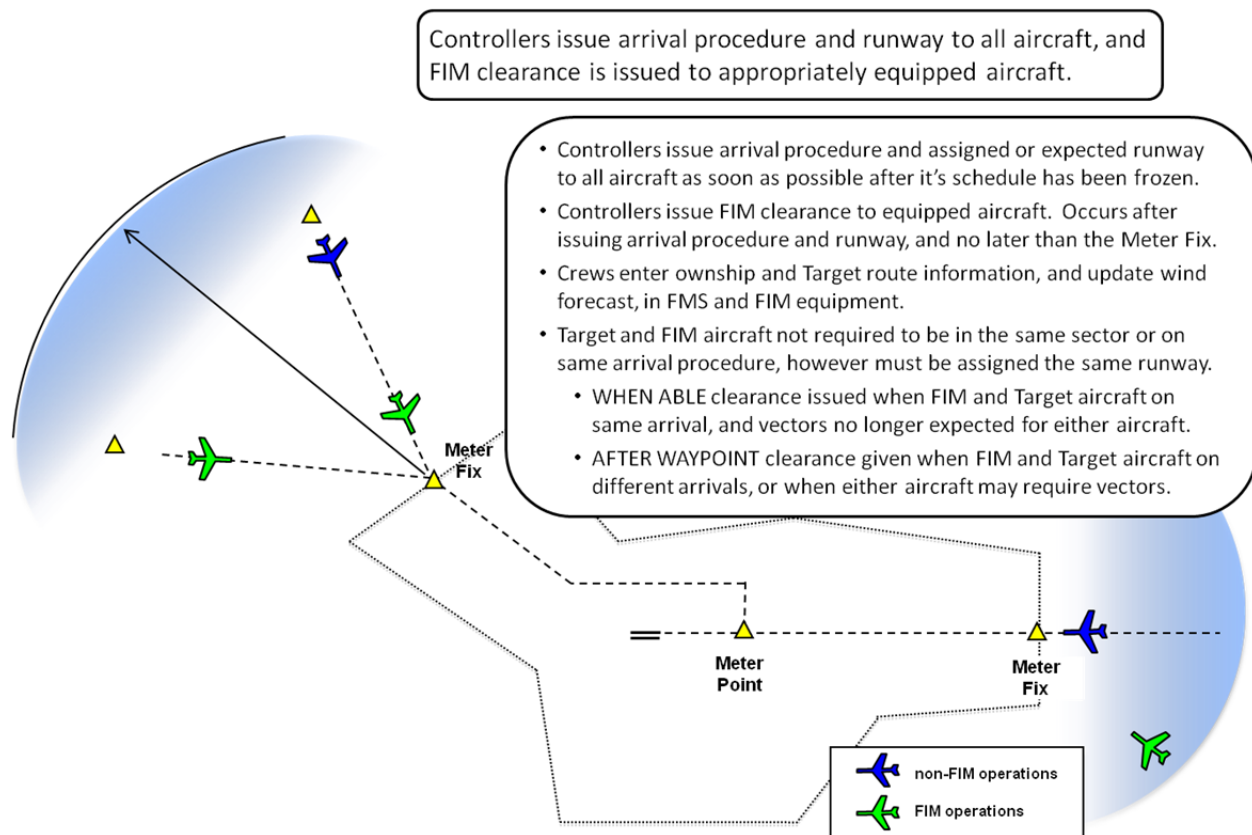 Controllers issue arrival procedure and runway to all aircraft, and
FIM clearance is issued to appropriately equipped aircraft.
• Controllers issue arrival procedure and assigned or expected runway
to all aircraft as soon as possible after it's schedule has been frozen.
• Controllers issue FIM clearance to equipped aircraft. Occurs after
issuing arrival procedure and runway, and no later than the Meter Fix.
• Crews enter ownship and Target route information, and update wind
forecast, in FMS and FIM equipment.
• Target and FIM aircraft not required to be in the same sector or on
same arrival procedure, however must be assigned the same runway.
• WHEN ABLE clearance issued when FIM and Target aircraft on
same arrival, and vectors no longer expected for either aircraft.
• AFTER WAYPOINT clearance given when FIM and Target aircraft on
different arrivals, or when either aircraft may require vectors.
Meter
Fix
Meter
Point
Meter
Fix
non-FIM operations
FIM operations